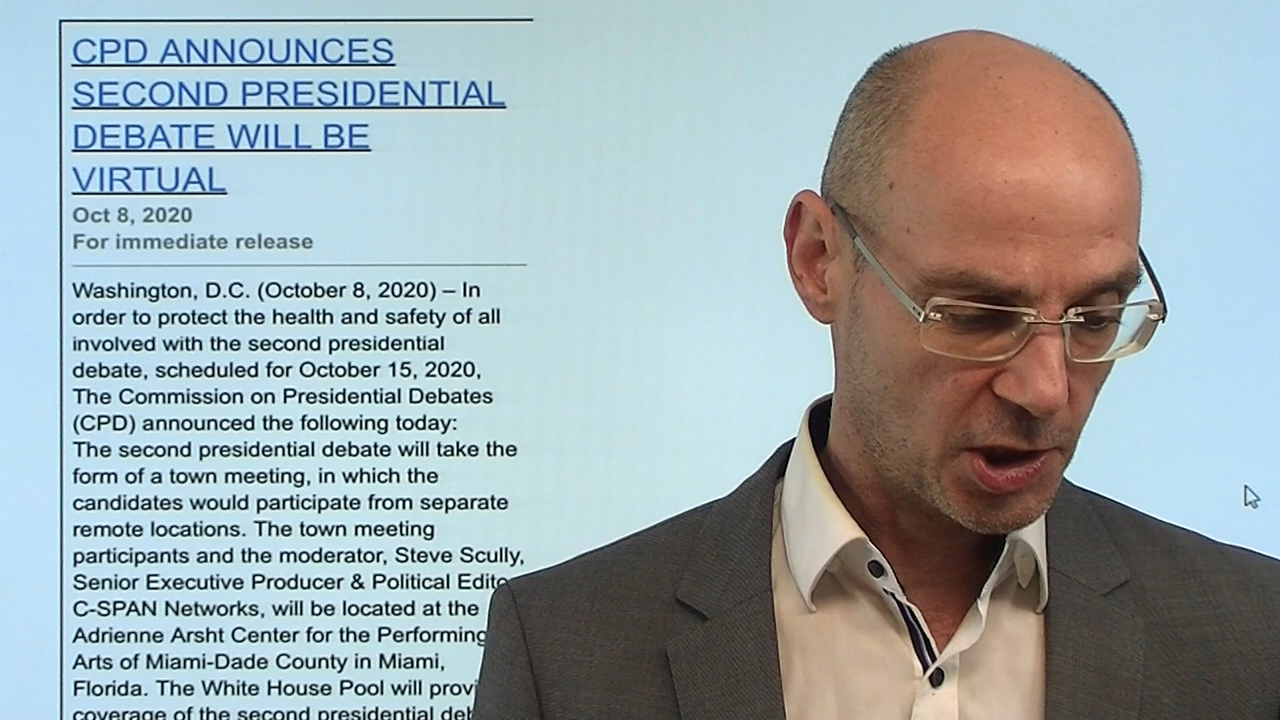 CPD ANNOUNCES
SECOND PRESIDENTIAL
DEBATE WILL BE
VIRTUAL
Oct 8, 2020
For immediate release
Washington, D.C. (October 8, 2020) – In
order to protect the health and safety of all
involved with the second presidential
debate, scheduled for October 15, 2020,
The Commission on Presidential Debates
(CPD) announced the following today:
The second presidential debate will take the
form of a town meeting, in which the
candidates would participate from separate
remote locations. The town meeting
participants and the moderator, Steve Scully,
Senior Executive Producer & Political
C-SPAN Networks, will be located at the
Adrienne Arsht Center for the Performing
Arts of Miami-Dade County in Miami,
Florida. The White House Pool will
coverage of the second presidential